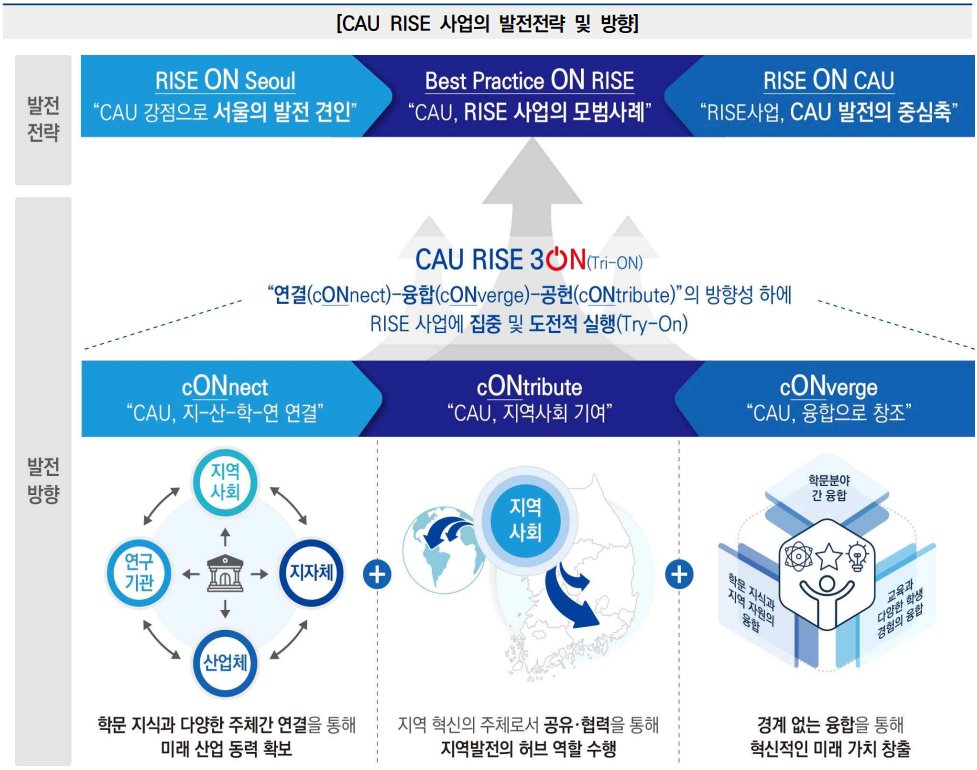 [CAU RISE 사업의 발전전략 및 방향]
발전
전략
RISE ON Seoul
“CAU 강점으로 서울의 발전 견인”
Best Practice ON RISE
“CAU, RISE 사업의 모범사례”
RISE ON CAU
“RISE사업, CAU 발전의 중심축”
발전
방향
CAU RISE 3ON(Tri-ON)
“연결(cONnect)-융합(cONverge)-공헌(cONtribute)”의 방향성 하에
RISE 사업에 집중 및 도전적 실행(Try-On)
cONnect
“CAU, 지-산-학-연 연결”
cONtribute
“CAU, 지역사회 기여”
cONverge
“CAU, 융합으로 창조”
지역
사회
연구
기관
지자체
산업체
+
지역
사회
+
학문분야
간 융합
학문 지식과
지역 자원의
융합
교육과
다양한 학생
경험의 융합
학문 지식과 다양한 주체간 연결을 통해
미래 산업 동력 확보
지역 혁신의 주체로서 공유·협력을 통해
지역발전의 허브 역할 수행
경계 없는 융합을 통해
혁신적인 미래 가치 창출